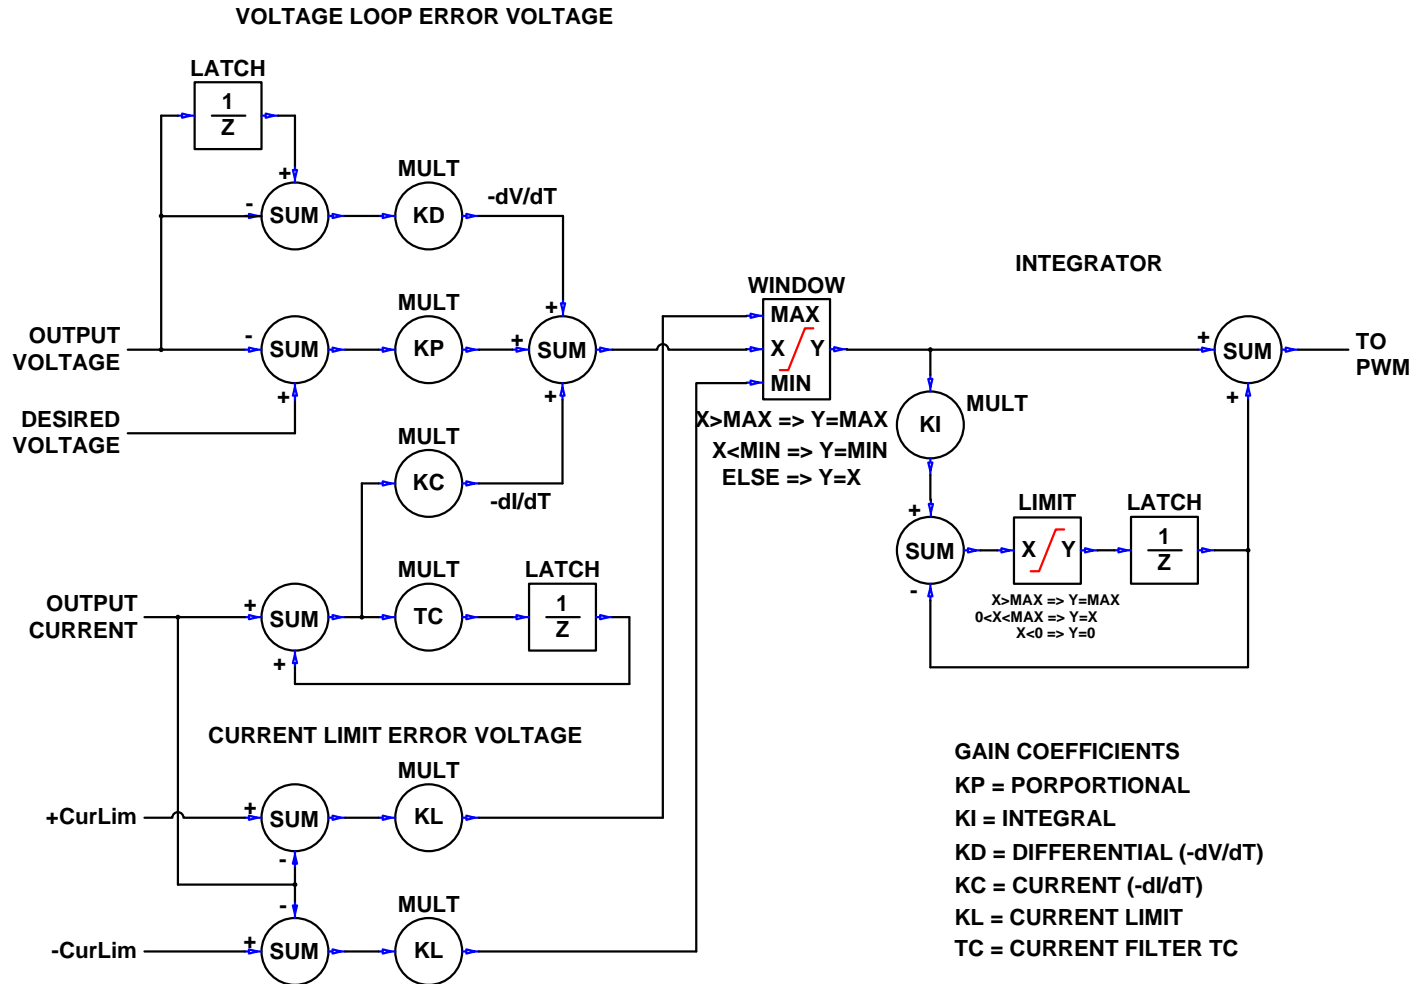 VOLTAGE LOOP ERROR VOLTAGE
LATCH
1
Z
+
-
SUM
MULT
KD
-dV/dT
OUTPUT
VOLTAGE
DESIRED
VOLTAGE
-
SUM
+
MULT
KP
+
+
SUM
+
MULT
KC
-dI/dT
OUTPUT
CURRENT
+
SUM
+
MULT
TC
LATCH
1
Z
WINDOW
MAX
X Y
MIN
X>MAX => Y=MAX
X<MIN => Y=MIN
ELSE => Y=X
INTEGRATOR
+
SUM
+
TO
PWM
MULT
KI
+
SUM
-
LIMIT
X Y
X>MAX => Y=MAX
0<X<MAX => Y=X
X<0 => Y=0
LATCH
1
Z
CURRENT LIMIT ERROR VOLTAGE
+CurLim
+
SUM
-
MULT
KL
-CurLim
-
+
SUM
MULT
KL
GAIN COEFFICIENTS
KP = PORPORTIONAL
KI = INTEGRAL
KD = DIFFERENTIAL (-dV/dT)
KC = CURRENT (-dI/dT)
KL = CURRENT LIMIT
TC = CURRENT FILTER TC